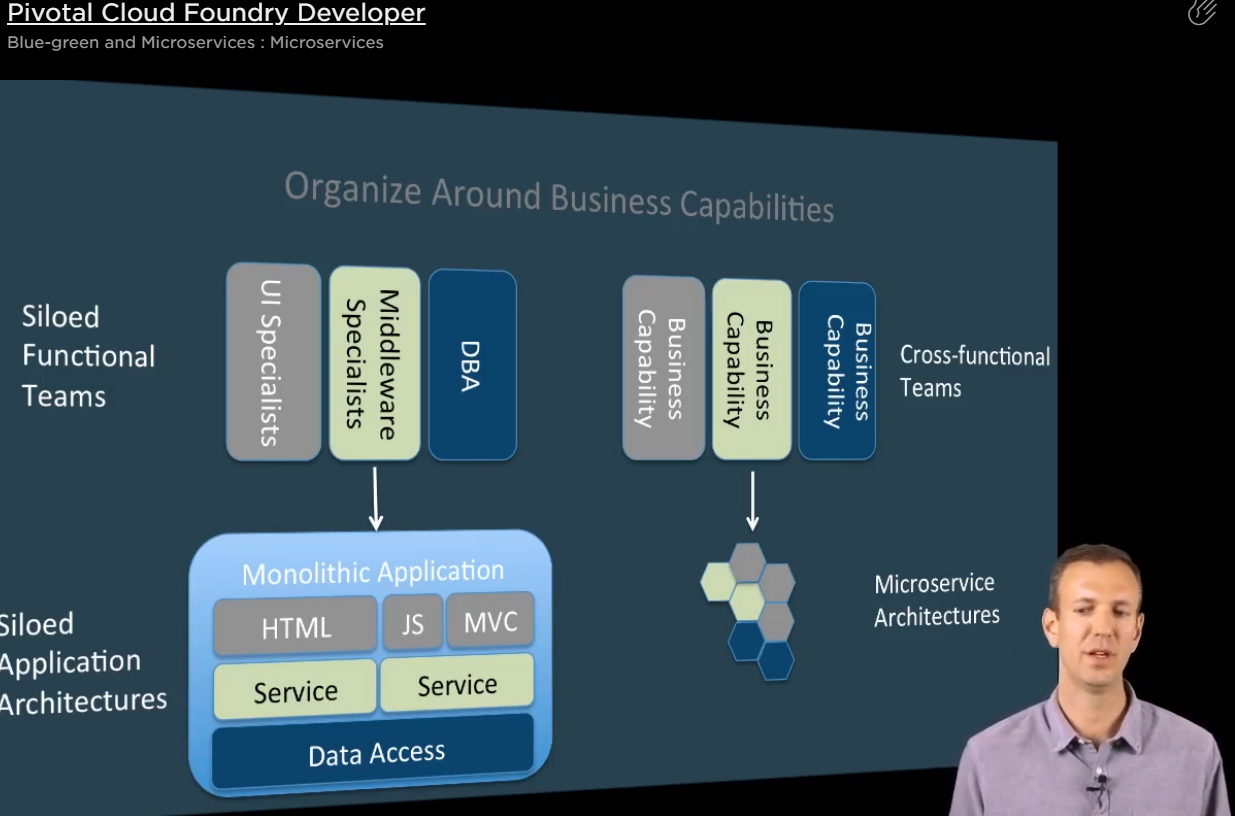 Pivotal Cloud Foundry Developer
Blue-green and Microservices : Microservices
Organize Around Business Capabilities
Siloed
Functional
Teams
UI Specialists
Middleware
Specialists
DBA
Business
Capability
Business
Capability
Business
Capability
Cross-functional
Teams
Siloed
Application
Architectures
Monolithic Application
HTML
JS
MVC
Service
Service
Data Access
Microservice
Architectures